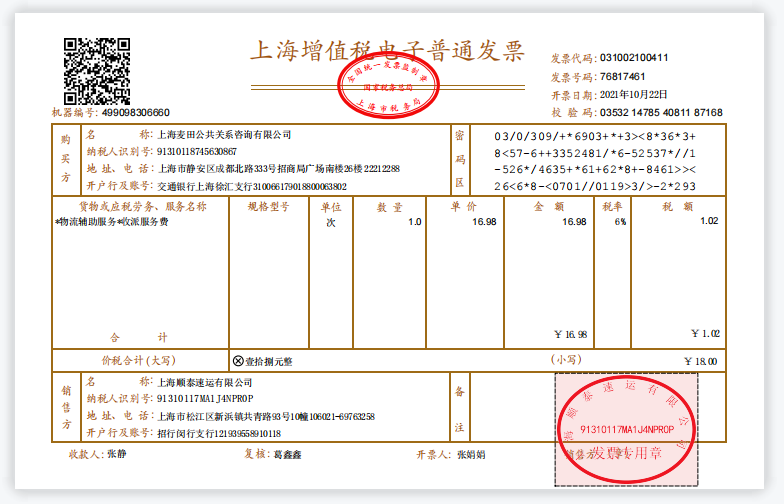 上海增值税电子普通发票
全国统一发票监制章
国家税务总局
上海市税务局
机器编号: 499098306660
发票代码: 031002100411
发票号码: 76817461
开票日期: 2021年10月22日
校 验 码: 03532 14785 40811 87168
购买方
名 称: 上海变田公共关系咨询有限公司
纳税人识别号: 91310118745630867
地 址、电 话: 上海市静安区成都北路333号招商局广场南楼26楼 22212288
开户行及账号: 交通银行上海徐汇支行310066179018800063802
密码区
03/0/309/+*6903+*+3><8*36*3+
8<57-6++3352481/*6-52537*//1
-526*/4635+*61+62*8+-8461>><
26<6*8-<0701//0119>3/>-2*293
货物或应税劳务、服务名称 规格型号 单位 数 量 单 价 金 额 税率 税 额
*物流辅助服务*收派服务费 次 1.0 16.98 16.98 6% 1.02
合 计 ￥16.98 ￥1.02
价税合计(大写) ⊗壹拾捌元整 (小写) ￥18.00
销售方
名 称: 上海顺泰速运有限公司
纳税人识别号: 91310117MA1J4NPR0P
地 址、电 话: 上海市松江区新浜镇共青路93号10幢106021-69763258
开户行及账号: 招行闵行支行121939558910118
备注
上海顺泰速运有限公司
91310117MA1J4NPR0P
发票专用章
收款人: 张静 复核: 葛鑫鑫 开票人: 张娟娟